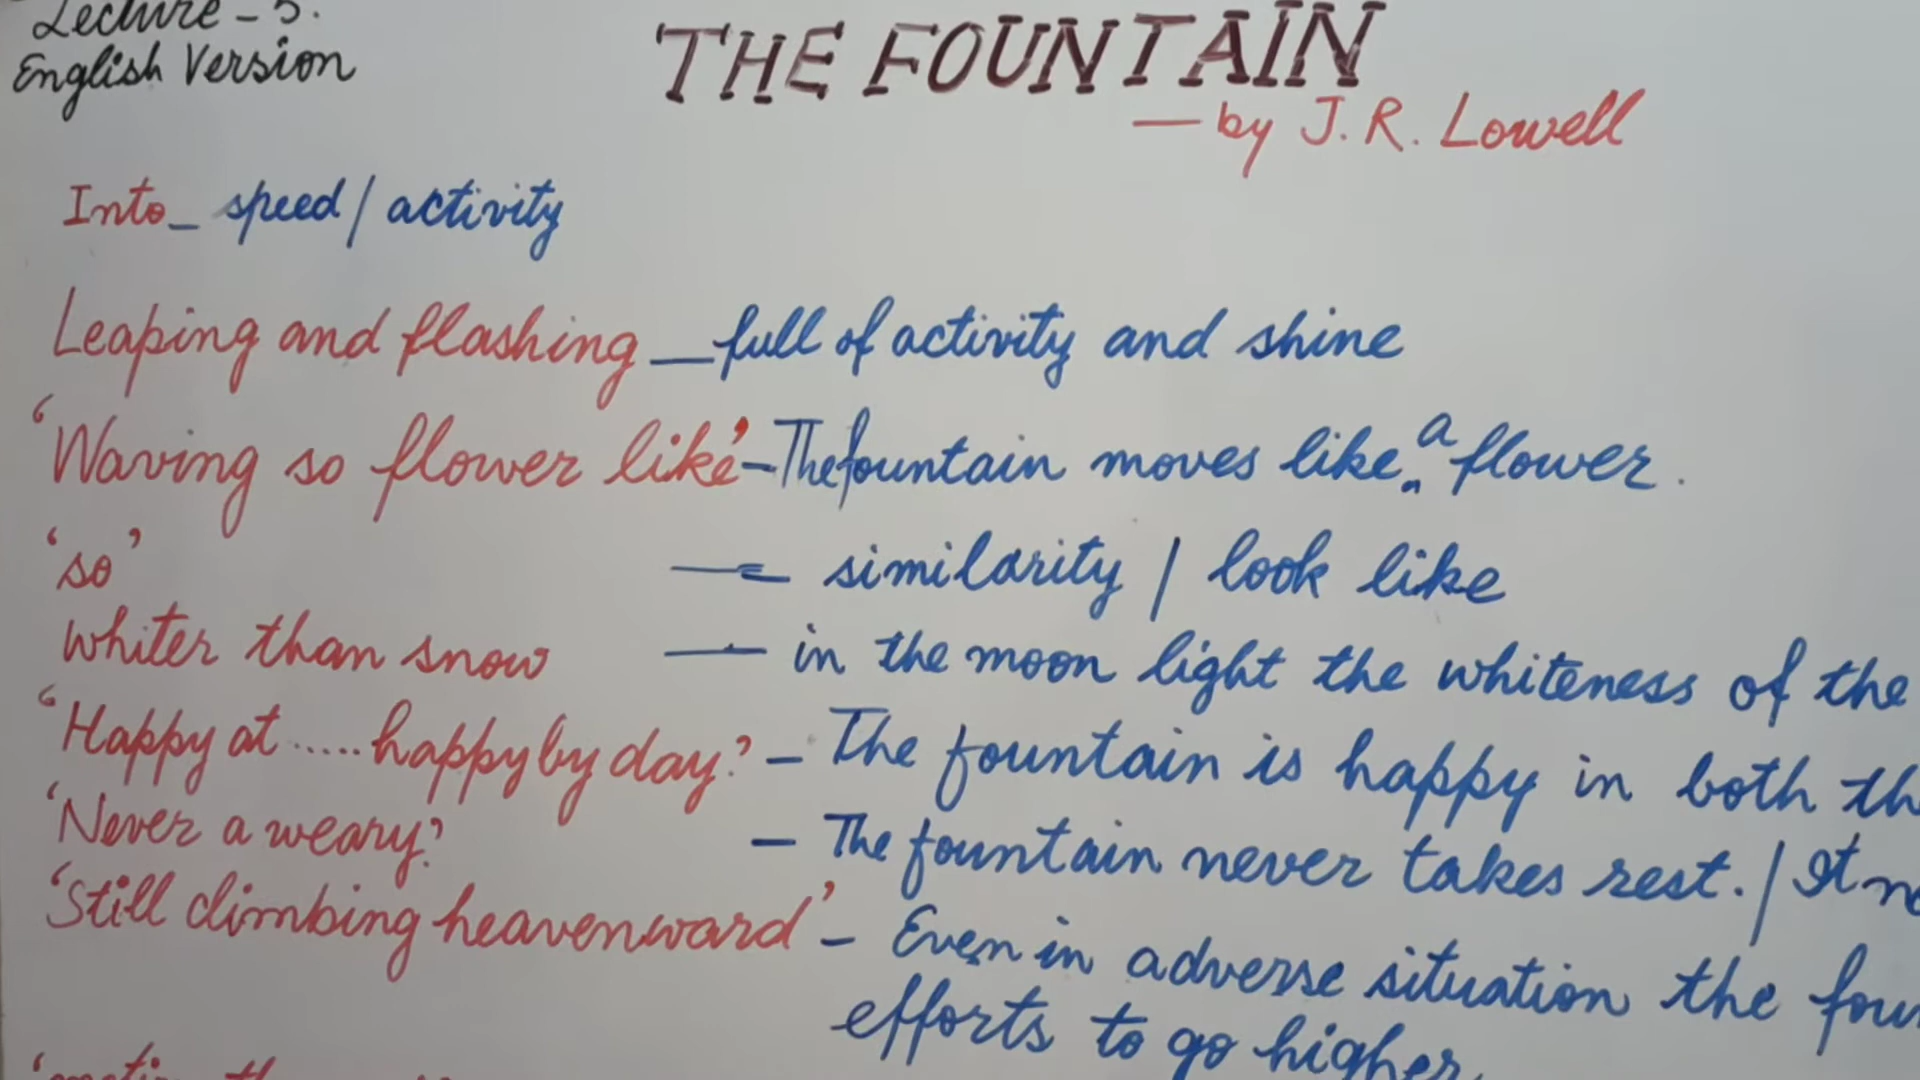 Lecture - 5.
English Version
THE FOUNTAIN
— by J. R. Lowell
Into _ speed / activity
Leaping and flashing — full of activity and shine
'Waving so flower like' - The fountain moves like a flower.
'so' — similarity / look like
whiter than snow — in the moon light the whiteness of the
'Happy at ..... happy by day.' - The fountain is happy in both
'Never a weary.' - The fountain never takes rest. / It
'Still climbing heavenward' - Even in adverse situation the
efforts to go higher